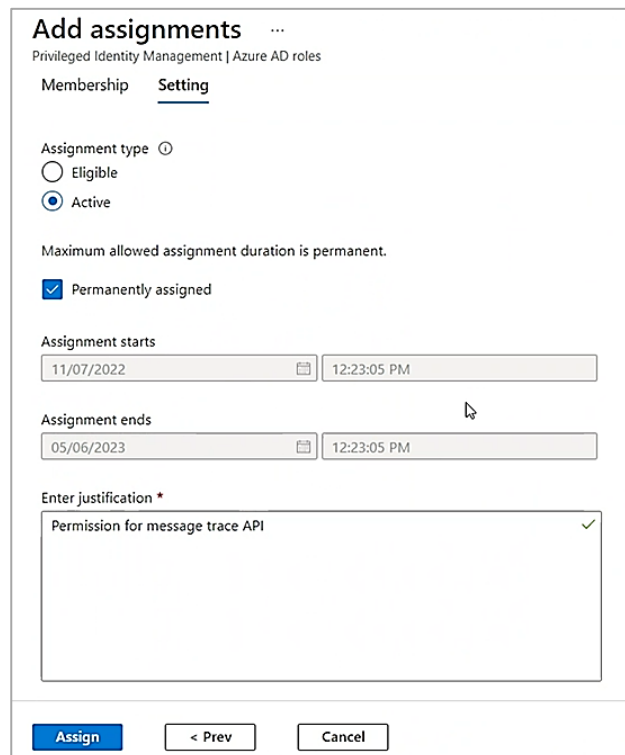 Add assignments ...
Privileged Identity Management | Azure AD roles
Membership Setting
Assignment type
Eligible
Active
Maximum allowed assignment duration is permanent.
Permanently assigned
Assignment starts
11/07/2022 12:23:05 PM
Assignment ends
05/06/2023 12:23:05 PM
Enter justification *
Permission for message trace API
Assign < Prev Cancel